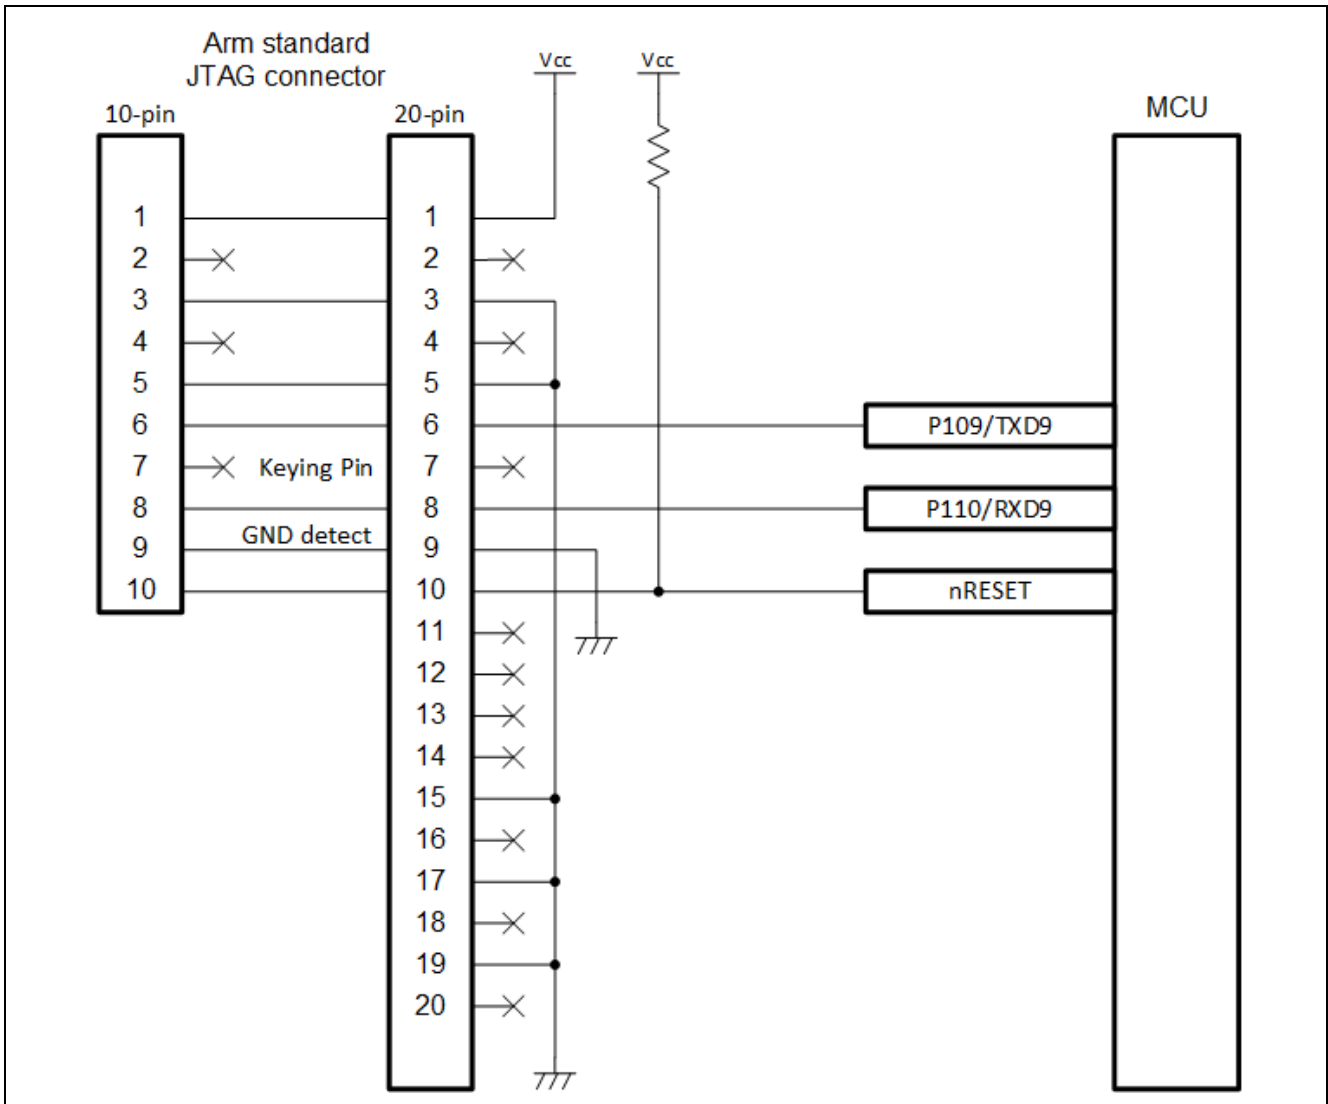 Arm standard
JTAG connector
Vcc
Vcc
10-pin
20-pin
MCU
1
1
2
2
3
3
4
4
5
5
6
6
P109/TXD9
7
Keying Pin
7
8
8
P110/RXD9
GND detect
9
9
10
10
nRESET
11
12
13
14
15
16
17
18
19
20